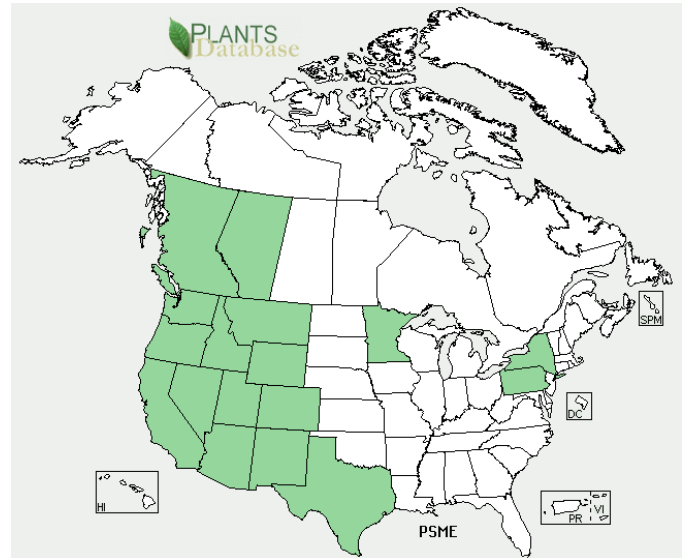 PLANTS
Database
SPM
DC
HI
PR
VI
PSME